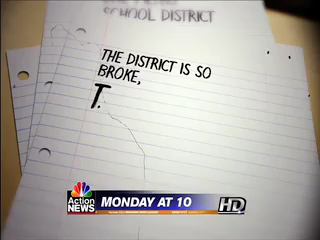 SCHOOL DISTRICT
THE DISTRICT IS SO
BROKE,
T.
Action
NEWS
MONDAY AT 10
HD